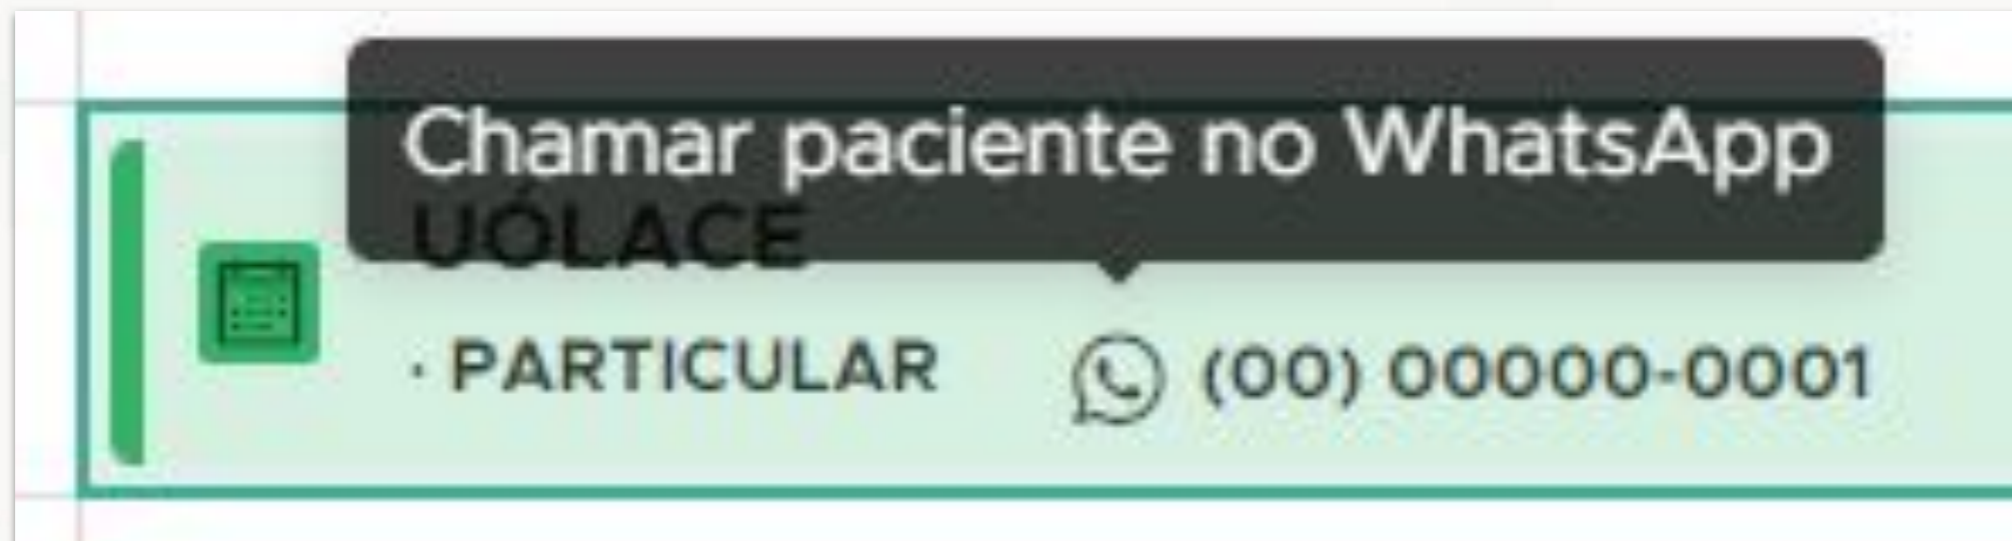 Chamar paciente no WhatsApp
UÓLACE
· PARTICULAR (00) 00000-0001